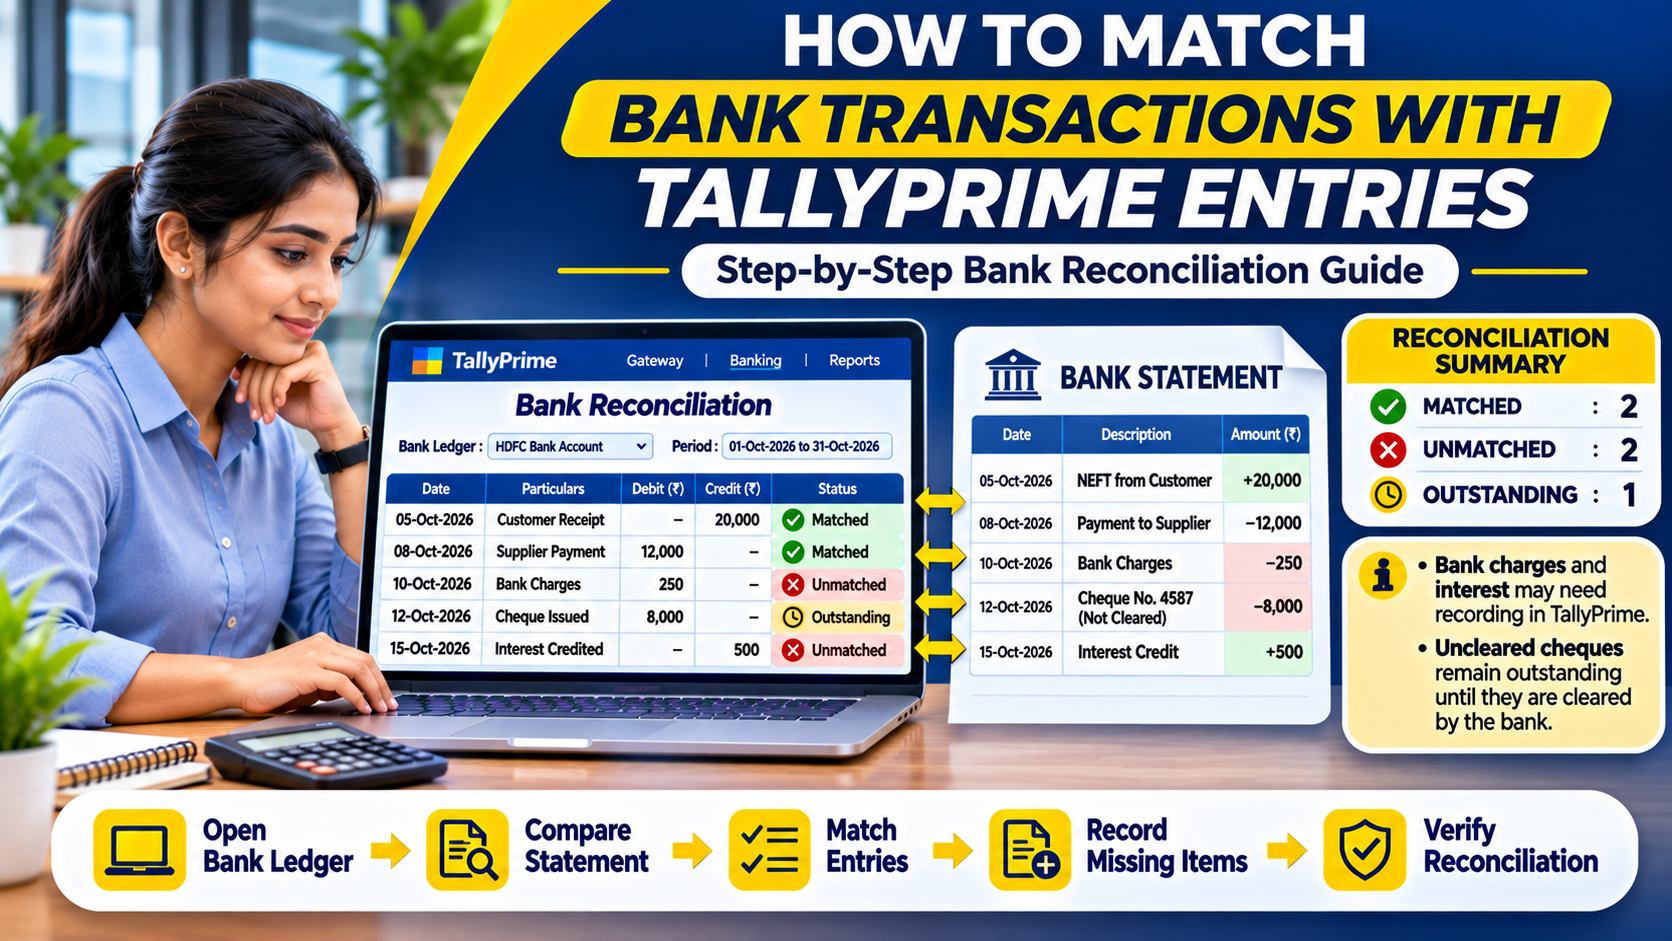 HOW TO MATCH
BANK TRANSACTIONS WITH
TALLYPRIME ENTRIES
Step-by-Step Bank Reconciliation Guide
TallyPrime Gateway | Banking | Reports
Bank Reconciliation
Bank Ledger : HDFC Bank Account Period : 01-Oct-2026 to 31-Oct-2026
Date Particulars Debit (₹) Credit (₹) Status
05-Oct-2026 Customer Receipt – 20,000 Matched
08-Oct-2026 Supplier Payment 12,000 – Matched
10-Oct-2026 Bank Charges 250 – Unmatched
12-Oct-2026 Cheque Issued 8,000 – Outstanding
15-Oct-2026 Interest Credited – 500 Unmatched
BANK STATEMENT
Date Description Amount (₹)
05-Oct-2026 NEFT from Customer +20,000
08-Oct-2026 Payment to Supplier –12,000
10-Oct-2026 Bank Charges –250
12-Oct-2026 Cheque No. 4587 –8,000
(Not Cleared)
15-Oct-2026 Interest Credit +500
RECONCILIATION
SUMMARY
MATCHED : 2
UNMATCHED : 2
OUTSTANDING : 1
• Bank charges and
interest may need
recording in TallyPrime.
• Uncleared cheques
remain outstanding
until they are cleared
by the bank.
Open
Bank Ledger
Compare
Statement
Match
Entries
Record
Missing Items
Verify
Reconciliation